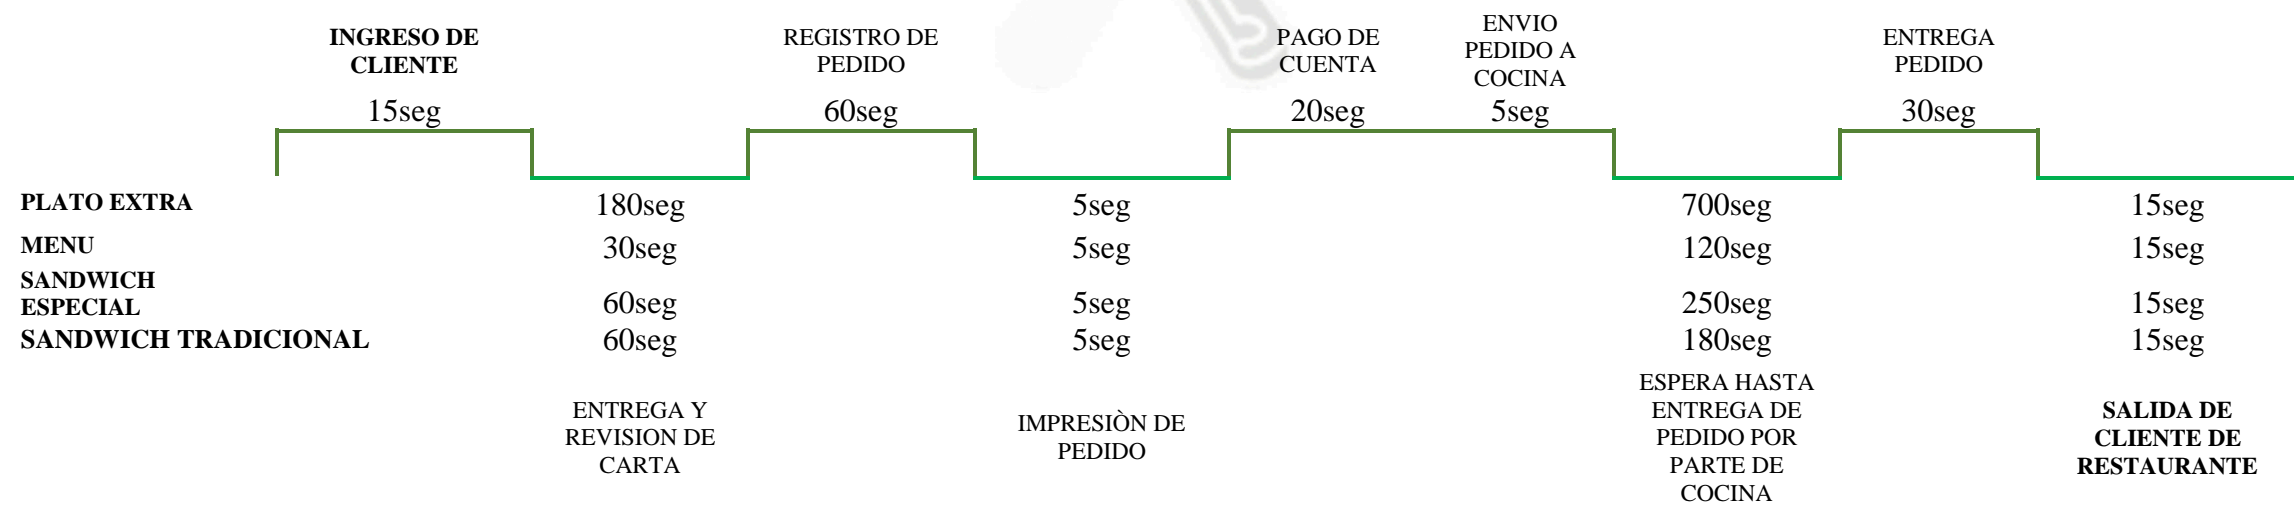 INGRESO DE
CLIENTE
REGISTRO DE
PEDIDO
PAGO DE
CUENTA
ENVIO
PEDIDO A
COCINA
ENTREGA
PEDIDO
15seg
60seg
20seg
5seg
30seg
PLATO EXTRA 180seg 5seg 700seg 15seg
MENU 30seg 5seg 120seg 15seg
SANDWICH
ESPECIAL 60seg 5seg 250seg 15seg
SANDWICH TRADICIONAL 60seg 5seg 180seg 15seg
ENTREGA Y
REVISION DE
CARTA
IMPRESIÒN DE
PEDIDO
ESPERA HASTA
ENTREGA DE
PEDIDO POR
PARTE DE
COCINA
SALIDA DE
CLIENTE DE
RESTAURANTE